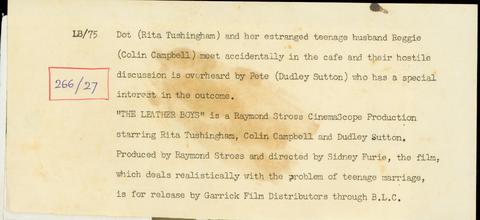 LB/75 Dot (Rita Tushingham) and her estranged teenage husband Reggie
(Colin Campbell) meet accidentally in the cafe and their hostile
discussion is overheard by Pete (Dudley Sutton) who has a special
interest in the outcome.
266/27
"THE LEATHER BOYS" is a Raymond Stross CinemaScope Production
starring Rita Tushingham, Colin Campbell and Dudley Sutton.
Produced by Raymond Stross and directed by Sidney Furie, the film,
which deals realistically with the problem of teenage marriage,
is for release by Garrick Film Distributors through B.L.C.